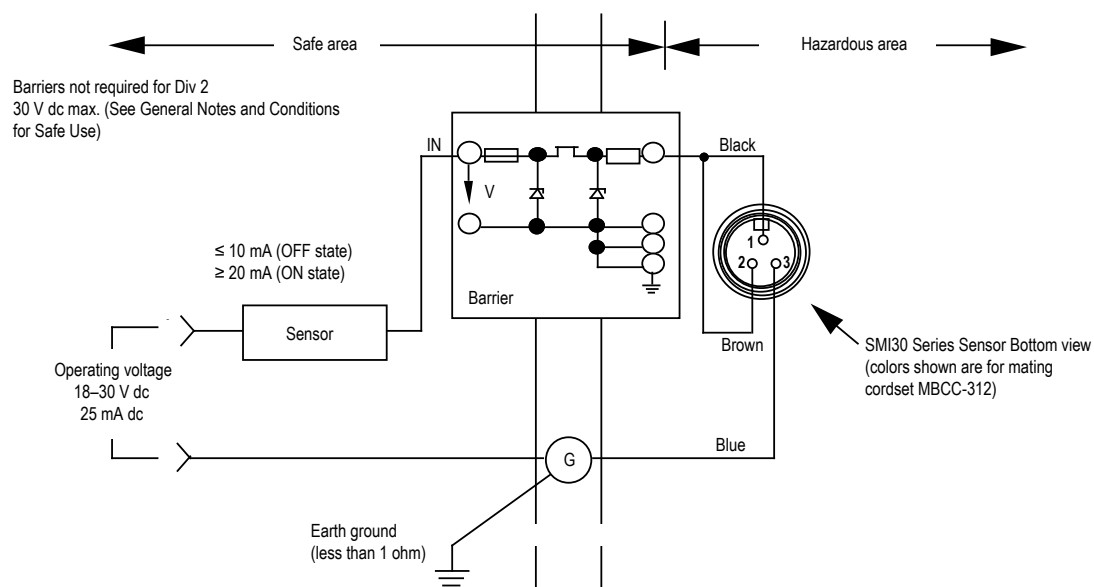 Safe area
Hazardous area
Barriers not required for Div 2
30 V dc max. (See General Notes and Conditions
for Safe Use)
IN
V
Black
1
2
3
≤ 10 mA (OFF state)
≥ 20 mA (ON state)
Barrier
Sensor
Brown
SMI30 Series Sensor Bottom view
(colors shown are for mating
cordset MBCC-312)
Operating voltage
18–30 V dc
25 mA dc
Blue
G
Earth ground
(less than 1 ohm)